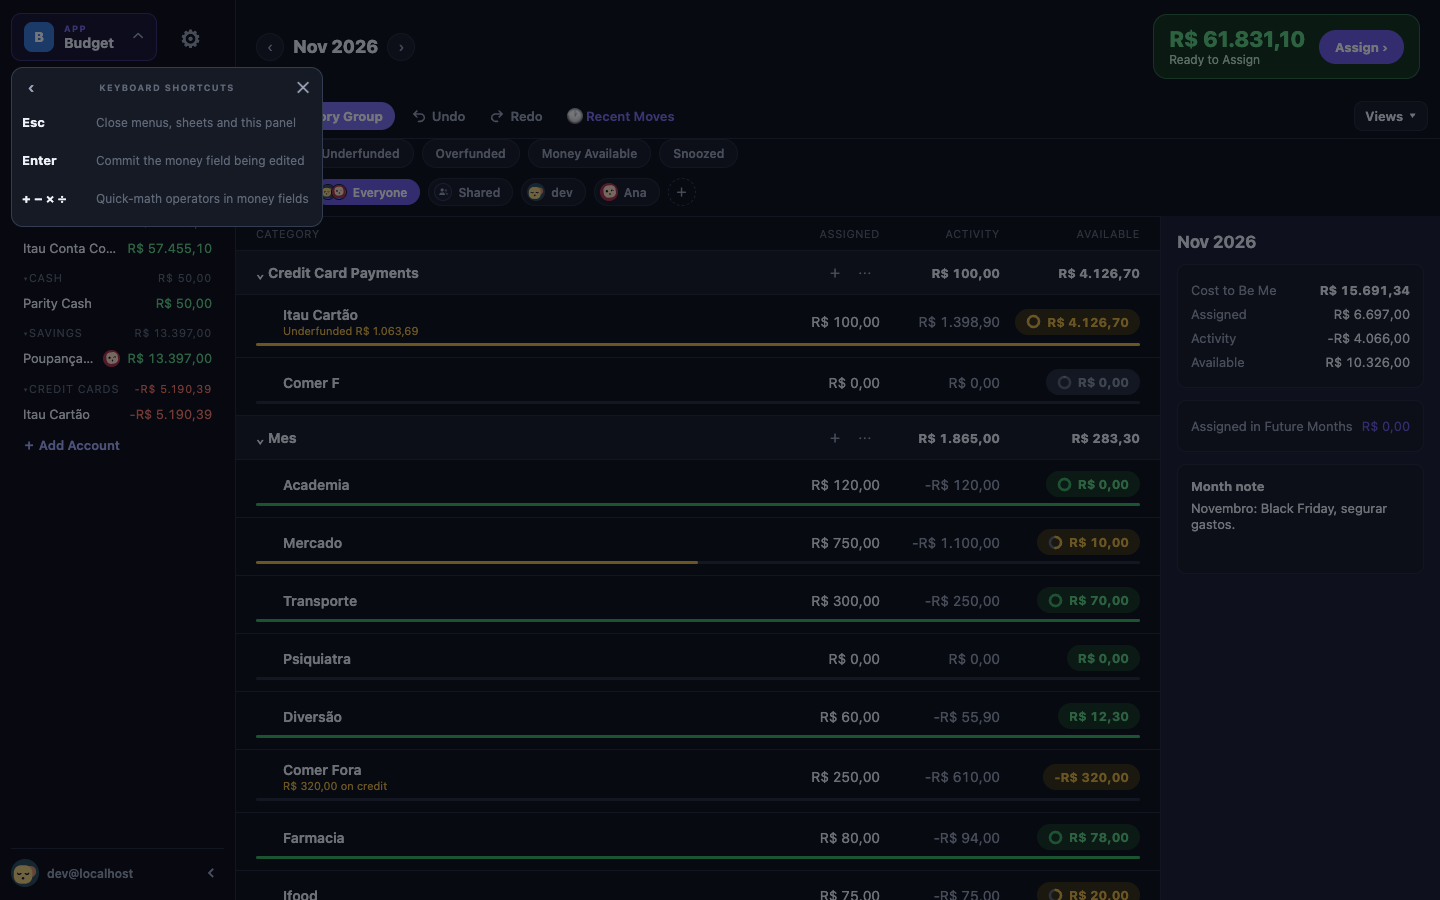 B
APP
Budget
‹ Nov 2026 ›
R$ 61.831,10
Ready to Assign
Assign ›
‹ KEYBOARD SHORTCUTS ✕
Esc Close menus, sheets and this panel
Enter Commit the money field being edited
+ − × ÷ Quick-math operators in money fields
ory Group
Undo
Redo
Recent Moves
Views ▾
Underfunded
Overfunded
Money Available
Snoozed
Everyone
Shared
dev
Ana
+
Itau Conta Co... R$ 57.455,10
CASH R$ 50,00
Parity Cash R$ 50,00
SAVINGS R$ 13.397,00
Poupança... R$ 13.397,00
CREDIT CARDS -R$ 5.190,39
Itau Cartão -R$ 5.190,39
+ Add Account
dev@localhost
CATEGORY ASSIGNED ACTIVITY AVAILABLE
Credit Card Payments + ··· R$ 100,00 R$ 4.126,70
Itau Cartão R$ 100,00 R$ 1.398,90 R$ 4.126,70
Underfunded R$ 1.063,69
Comer F R$ 0,00 R$ 0,00 R$ 0,00
Mes + ··· R$ 1.865,00 R$ 283,30
Academia R$ 120,00 -R$ 120,00 R$ 0,00
Mercado R$ 750,00 -R$ 1.100,00 R$ 10,00
Transporte R$ 300,00 -R$ 250,00 R$ 70,00
Psiquiatra R$ 0,00 R$ 0,00 R$ 0,00
Diversão R$ 60,00 -R$ 55,90 R$ 12,30
Comer Fora R$ 250,00 -R$ 610,00 -R$ 320,00
R$ 320,00 on credit
Farmacia R$ 80,00 -R$ 94,00 R$ 78,00
Ifood R$ 75,00 -R$ 75,00 R$ 20,00
Nov 2026
Cost to Be Me R$ 15.691,34
Assigned R$ 6.697,00
Activity -R$ 4.066,00
Available R$ 10.326,00
Assigned in Future Months R$ 0,00
Month note
Novembro: Black Friday, segurar
gastos.